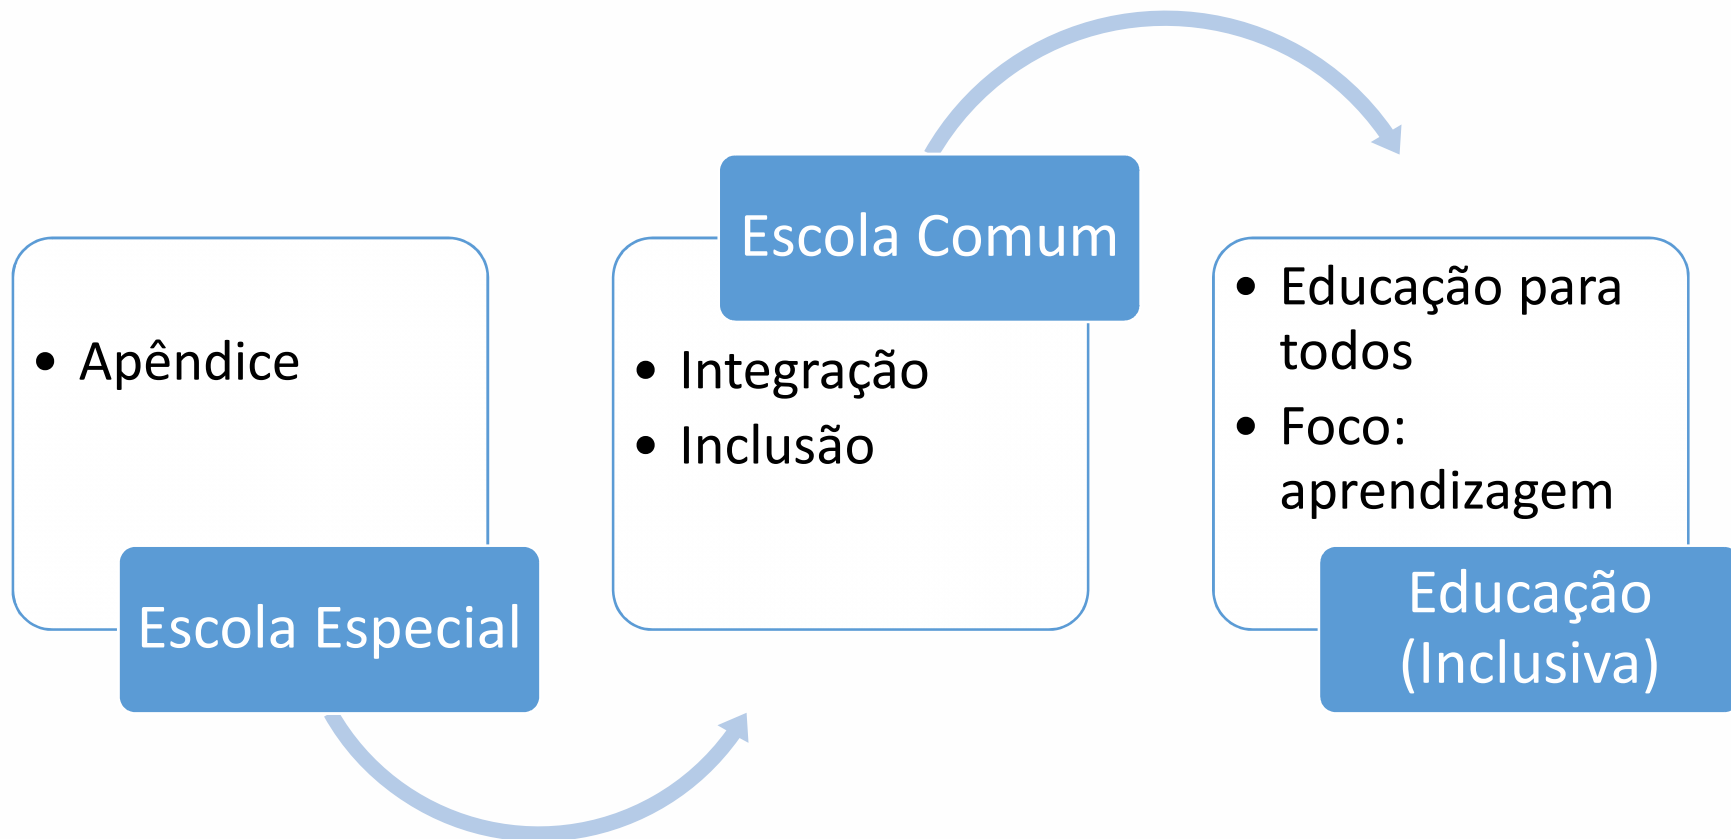 • Apêndice
Escola Especial
Escola Comum
• Integração
• Inclusão
• Educação para
todos
• Foco:
aprendizagem
Educação
(Inclusiva)